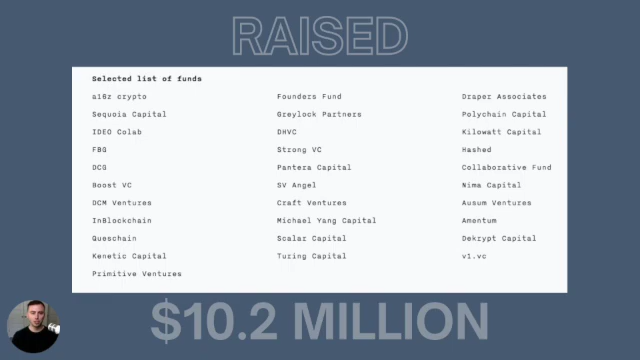 RAISED
Selected list of funds
a16z crypto Founders Fund Draper Associates
Sequoia Capital Greylock Partners Polychain Capital
IDEO Colab DHVC Kilowatt Capital
FBG Strong VC Hashed
DCG Pantera Capital Collaborative Fund
Boost VC SV Angel Nima Capital
DCM Ventures Craft Ventures Ausum Ventures
InBlockchain Michael Yang Capital Amentum
Queschain Scalar Capital Dekrypt Capital
Kenetic Capital Turing Capital v1.vc
Primitive Ventures
$10.2 MILLION